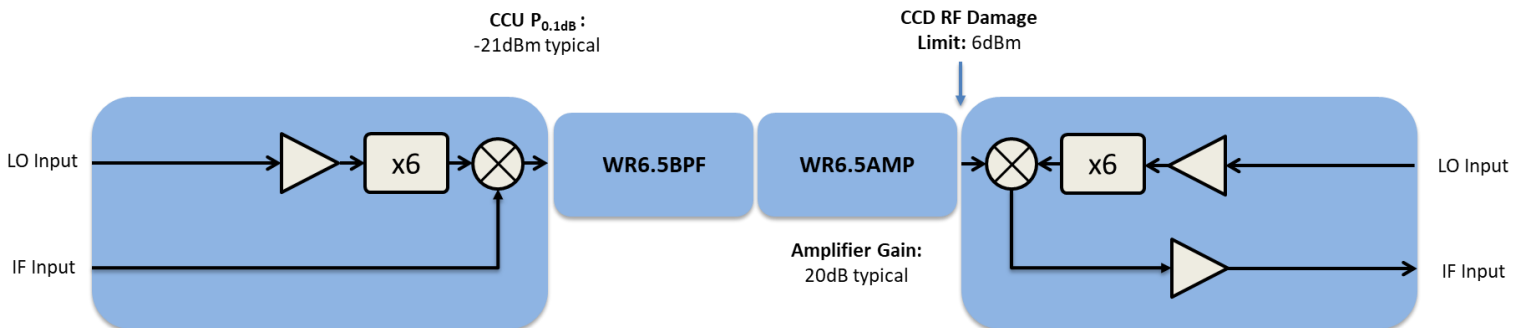 CCU P0.1dB :
-21dBm typical
CCD RF Damage
Limit: 6dBm
LO Input
x6
WR6.5BPF
WR6.5AMP
x6
LO Input
IF Input
Amplifier Gain:
20dB typical
IF Input